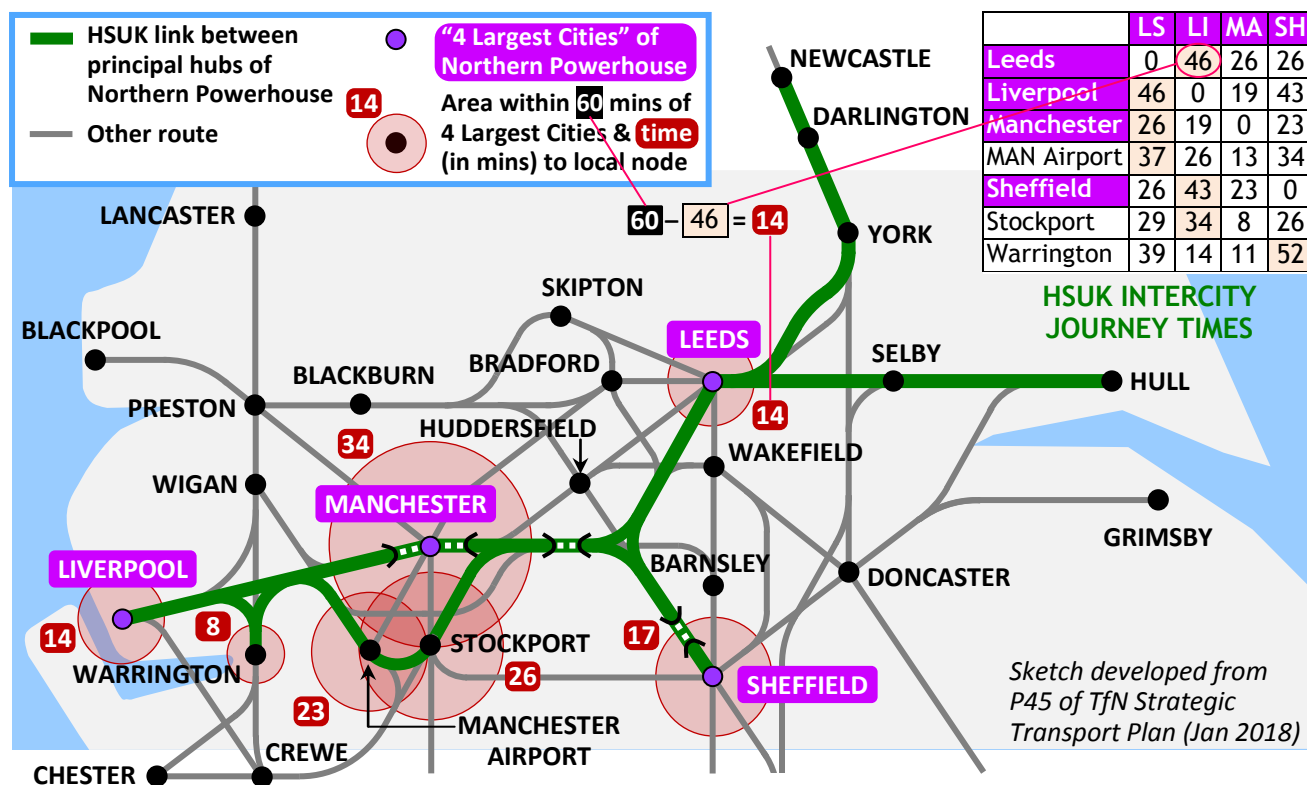 HSUK link between
principal hubs of
Northern Powerhouse
Other route
"4 Largest Cities" of
Northern Powerhouse
14
Area within 60 mins of
4 Largest Cities & time
(in mins) to local node
LS LI MA SH
Leeds 0 46 26 26
Liverpool 46 0 19 43
Manchester 26 19 0 23
MAN Airport 37 26 13 34
Sheffield 26 43 23 0
Stockport 29 34 8 26
Warrington 39 14 11 52
HSUK INTERCITY
JOURNEY TIMES
60 – 46 = 14
NEWCASTLE
DARLINGTON
LANCASTER
YORK
SKIPTON
BLACKPOOL
LEEDS
SELBY
BRADFORD
BLACKBURN
HULL
PRESTON
14
HUDDERSFIELD
34
WAKEFIELD
WIGAN
MANCHESTER
GRIMSBY
LIVERPOOL
BARNSLEY
DONCASTER
14
8
17
STOCKPORT
WARRINGTON
26
SHEFFIELD
23
MANCHESTER
AIRPORT
CREWE
CHESTER
Sketch developed from
P45 of TfN Strategic
Transport Plan (Jan 2018)